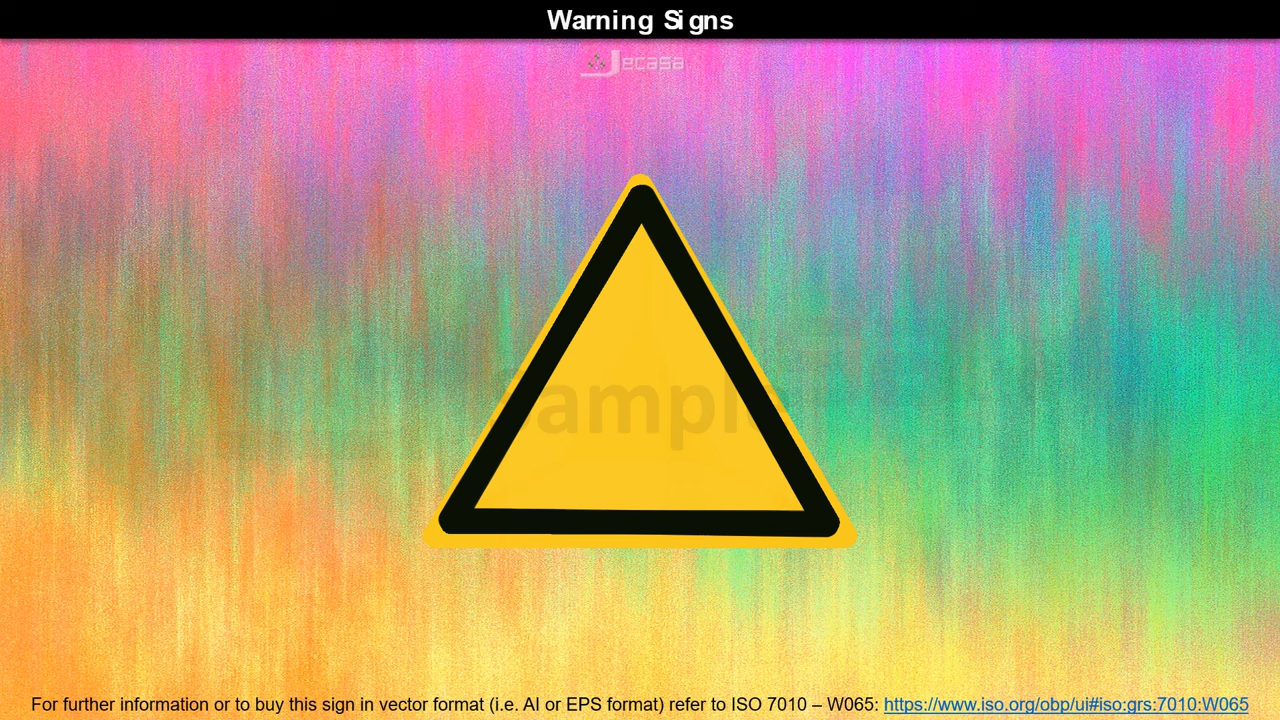 Warning Signs
Jecasa
Sample
For further information or to buy this sign in vector format (i.e. AI or EPS format) refer to ISO 7010 – W065: https://www.iso.org/obp/ui#iso:grs:7010:W065